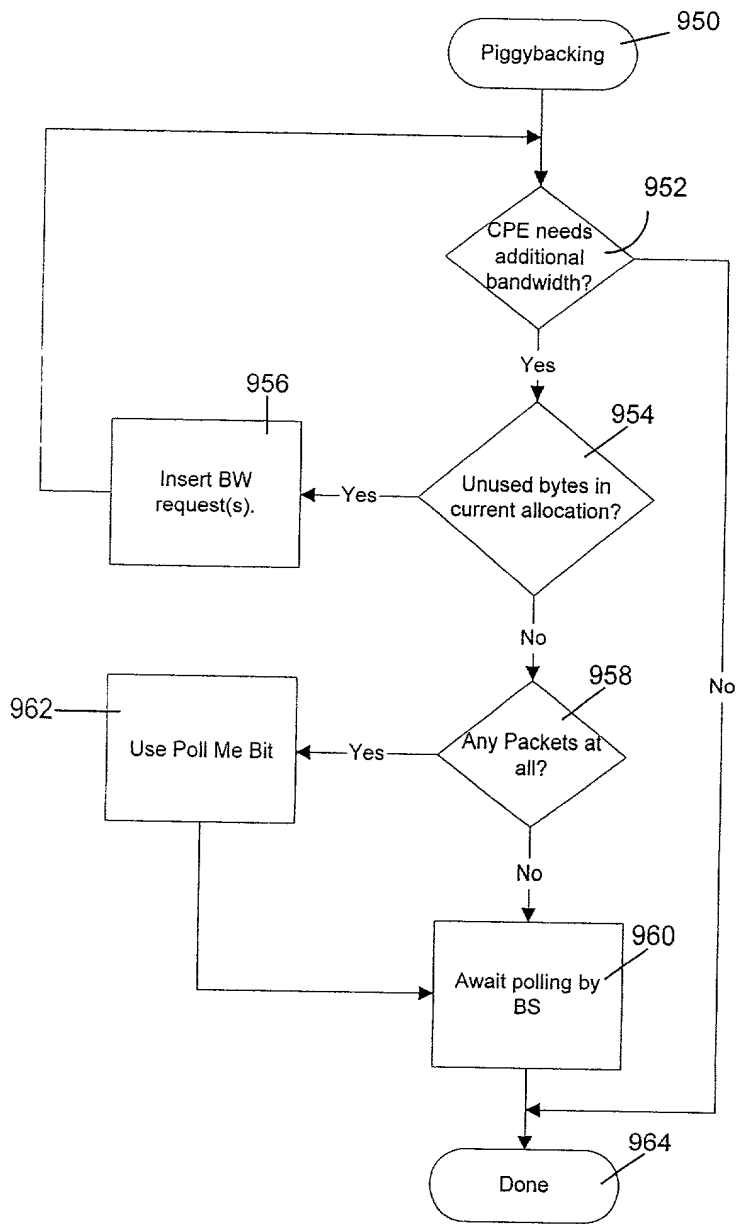 Piggybacking
950
952
CPE needs
additional
bandwidth?
Yes
956
954
Insert BW
request(s).
Yes
Unused bytes in
current allocation?
No
958
962
No
Use Poll Me Bit
Yes
Any Packets at
all?
No
960
Await polling by
BS
964
Done